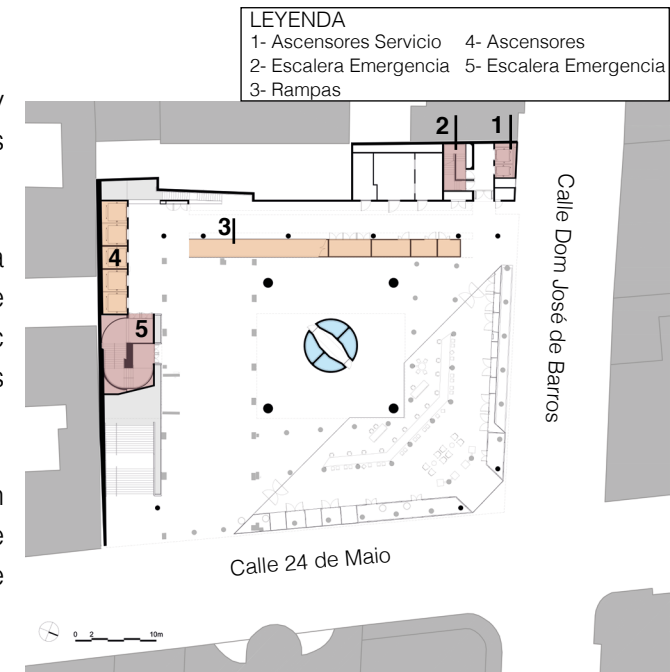 LEYENDA
1- Ascensores Servicio 4- Ascensores
2- Escalera Emergencia 5- Escalera Emergencia
3- Rampas
2 1
3
4
5
Calle Dom José de Barros
Calle 24 de Maio
0 2 10m